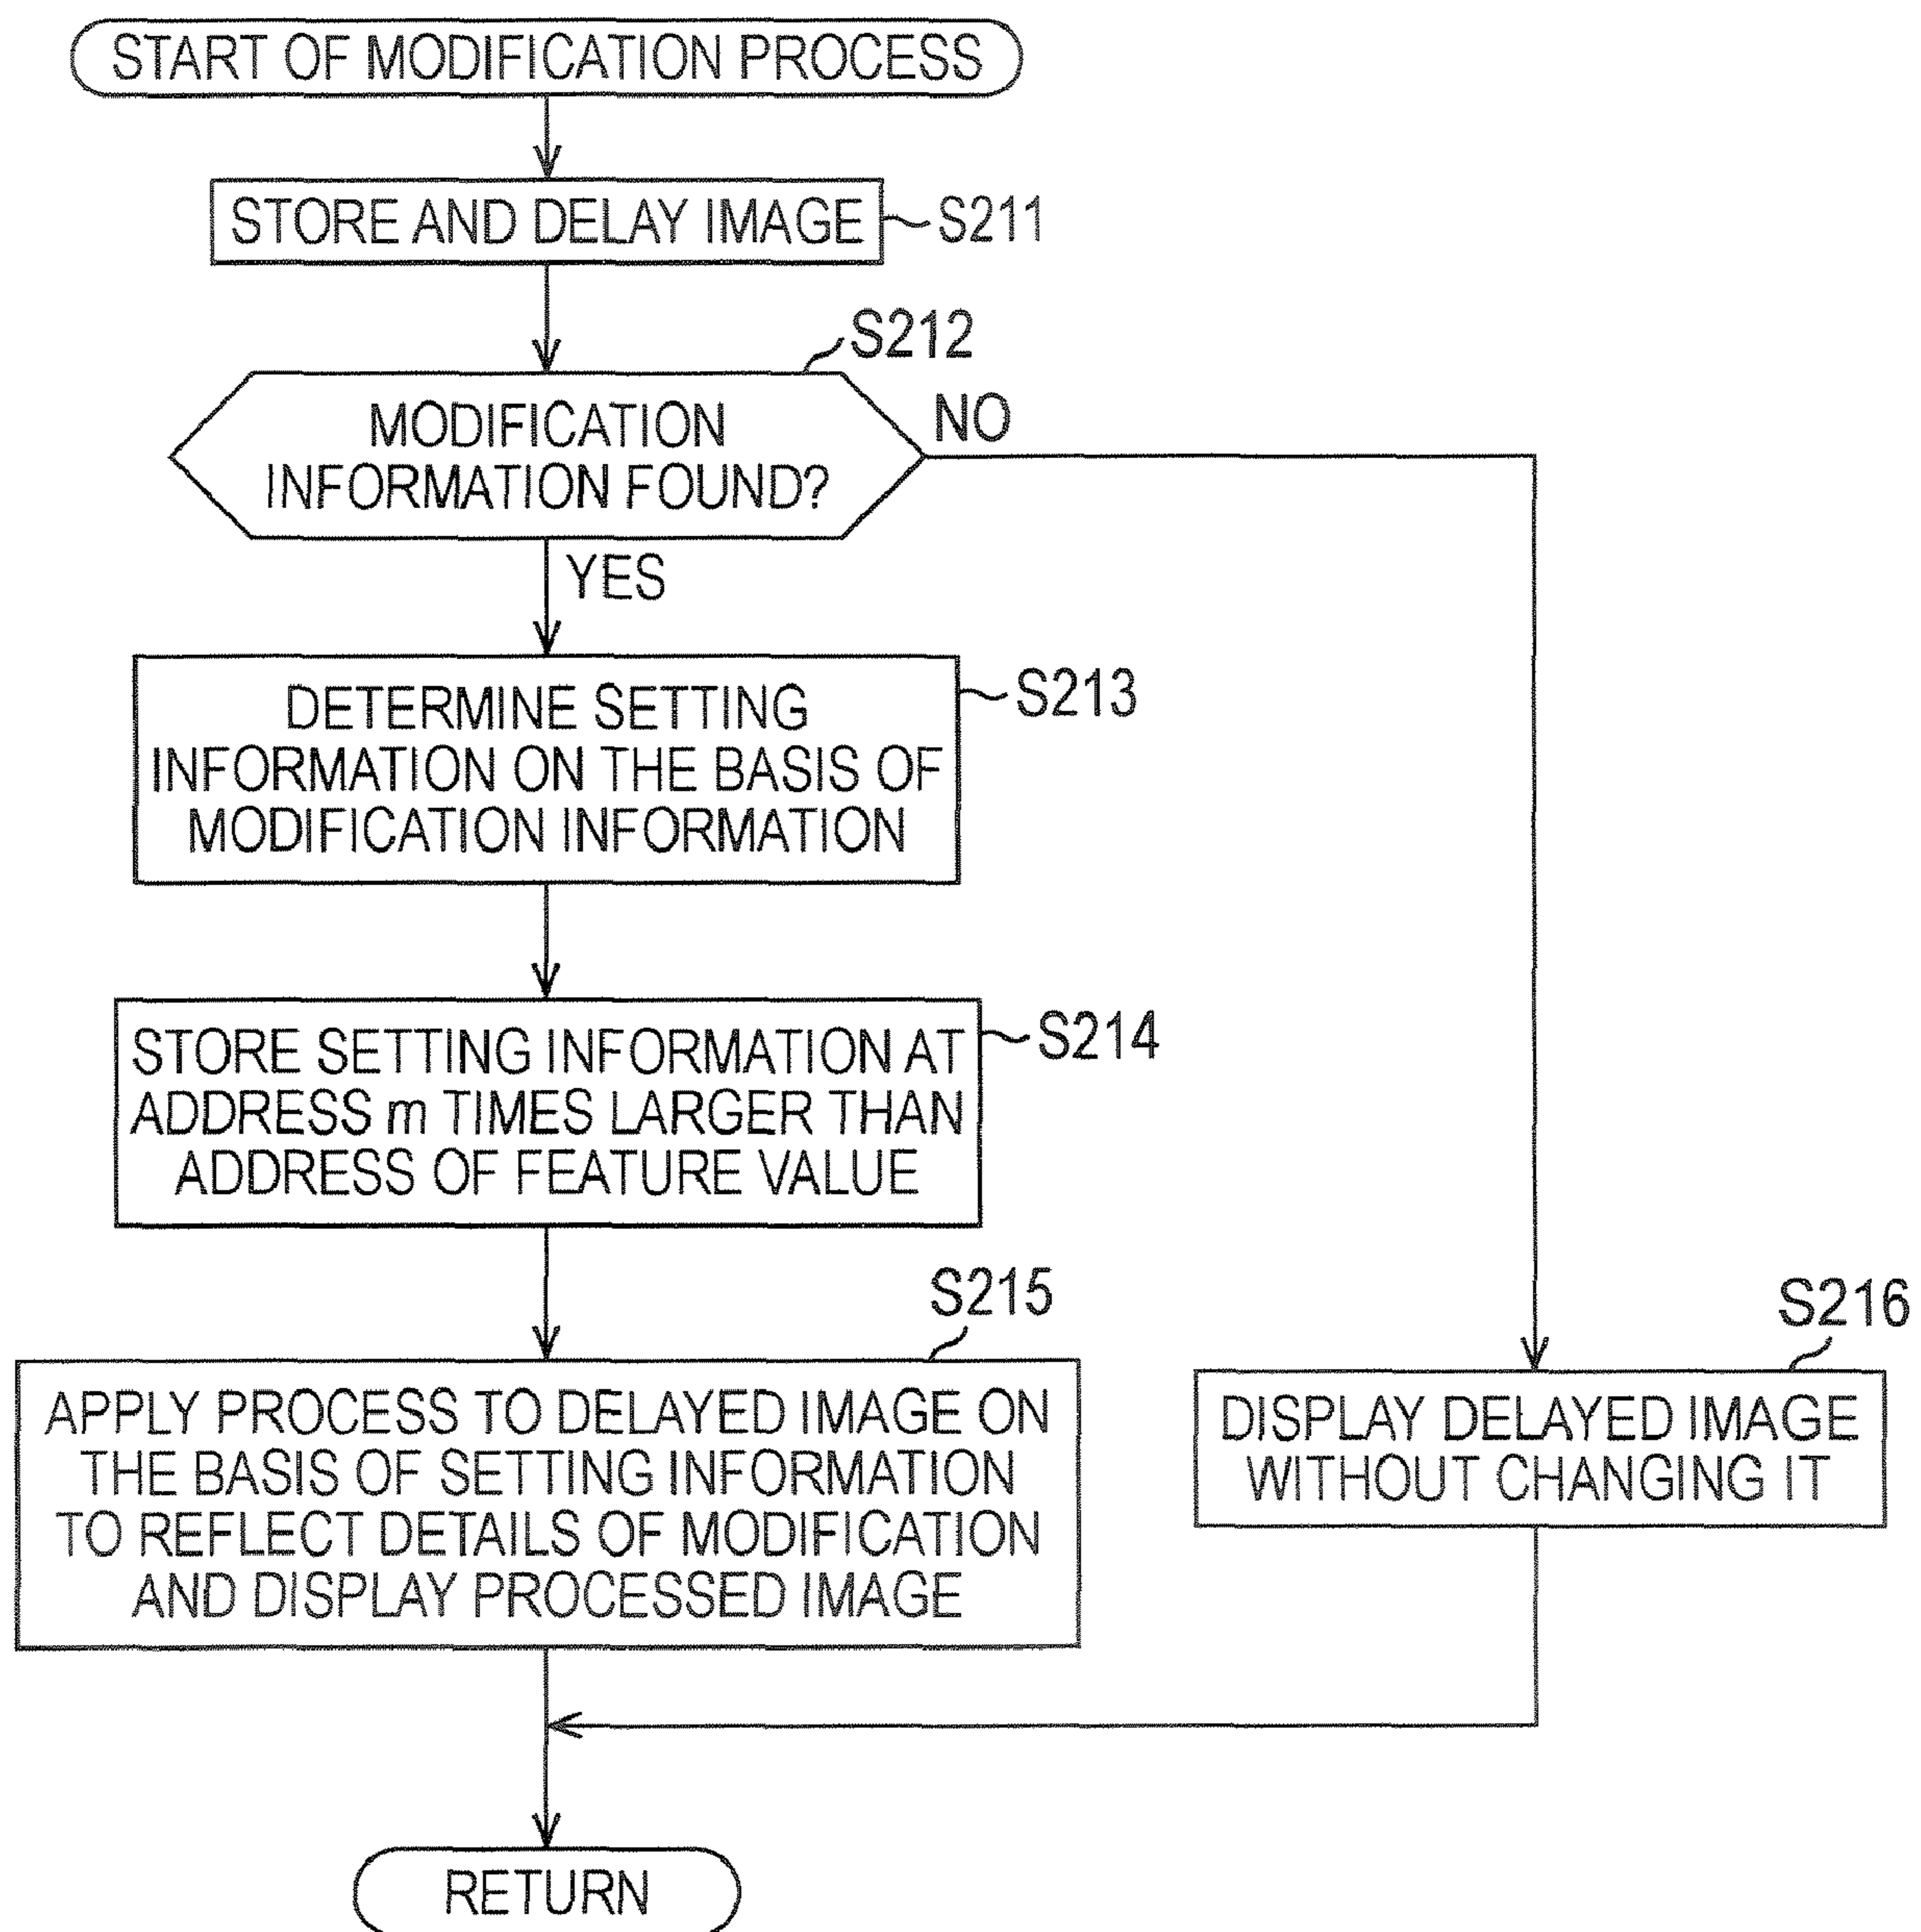 START OF MODIFICATION PROCESS
STORE AND DELAY IMAGE
S211
S212
MODIFICATION
INFORMATION FOUND?
NO
YES
DETERMINE SETTING
INFORMATION ON THE BASIS OF
MODIFICATION INFORMATION
S213
STORE SETTING INFORMATION AT
ADDRESS m TIMES LARGER THAN
ADDRESS OF FEATURE VALUE
S214
S215
APPLY PROCESS TO DELAYED IMAGE ON
THE BASIS OF SETTING INFORMATION
TO REFLECT DETAILS OF MODIFICATION
AND DISPLAY PROCESSED IMAGE
S216
DISPLAY DELAYED IMAGE
WITHOUT CHANGING IT
RETURN